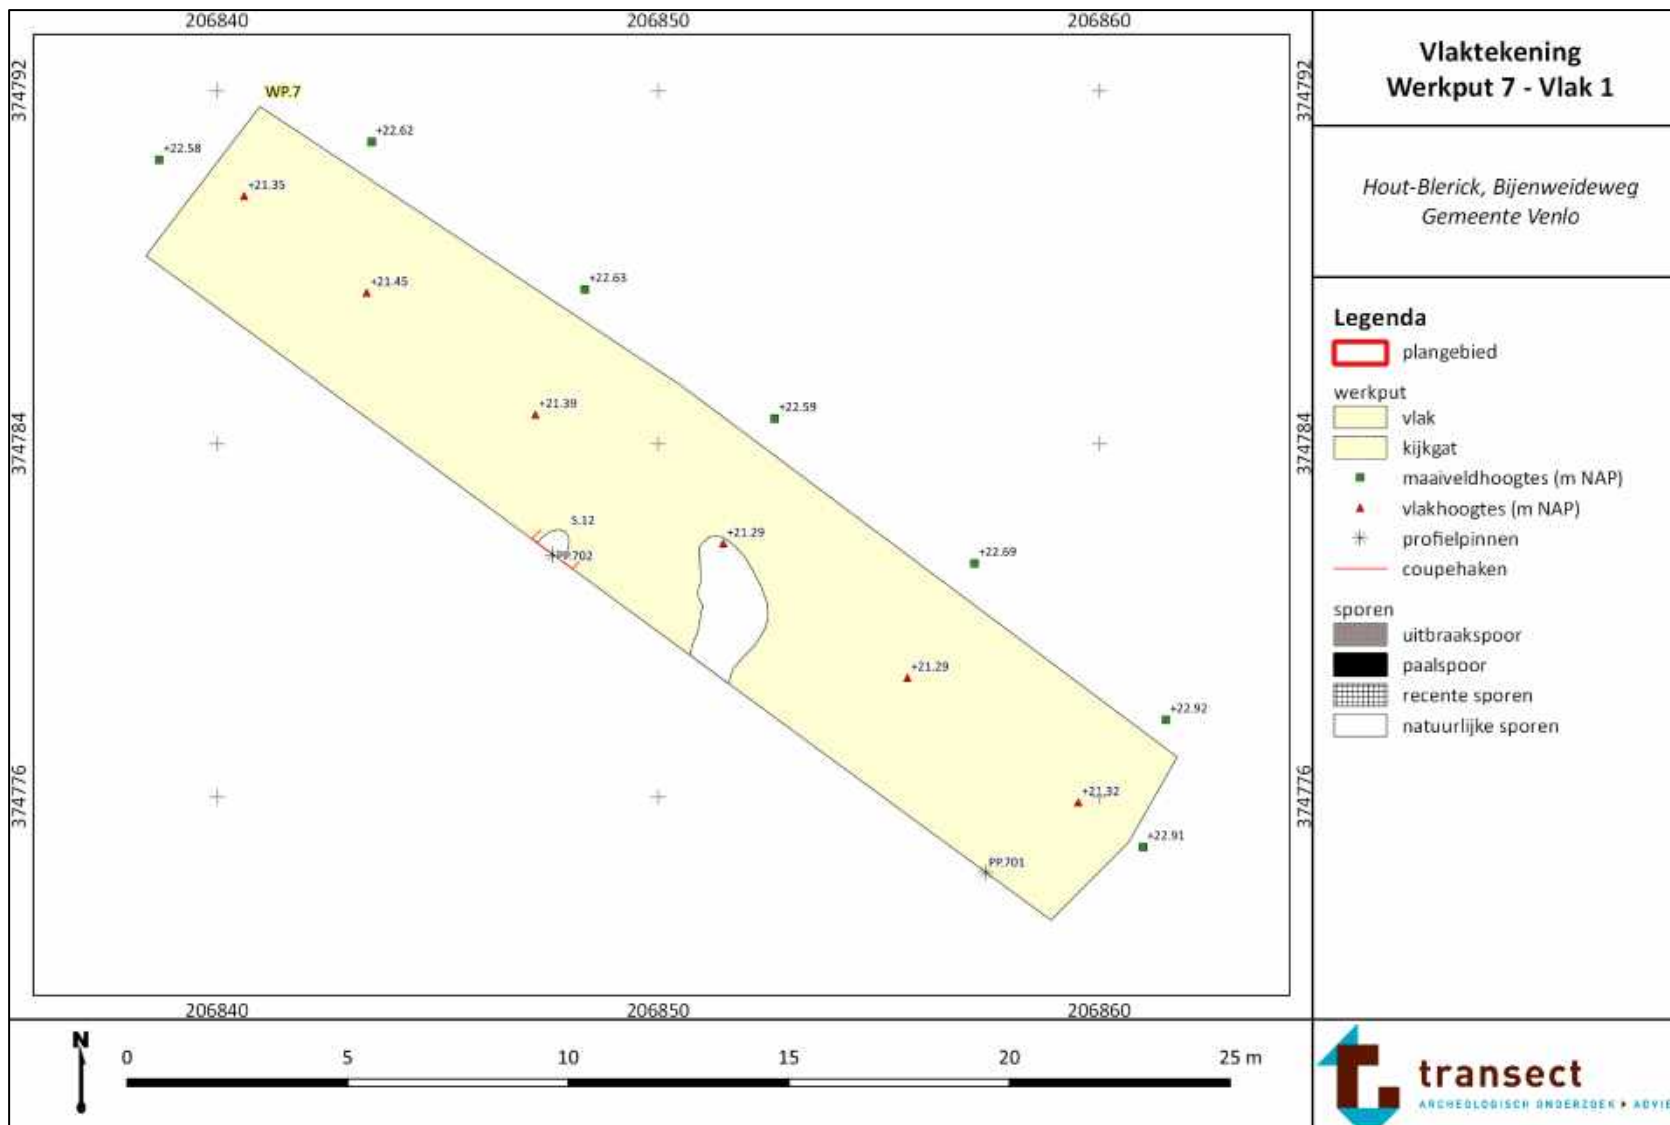 206840 206850 206860
374792 374792
WP.7
+22.62
+22.58
+21.35
+21.45
+22.63
+21.39
+22.59
374784 374784
S.12
+21.29
PP.702
+22.69
+21.29
+22.92
374776 374776
+21.32
+22.91
PP.701
206840 206850 206860
N
0 5 10 15 20 25 m
Vlaktekening
Werkput 7 - Vlak 1
Hout-Blerick, Bijenweideweg
Gemeente Venlo
Legenda
plangebied
werkput
vlak
kijkgat
maaiveldhoogtes (m NAP)
vlakhoogtes (m NAP)
profielpinnen
coupehaken
sporen
uitbraakspoor
paalspoor
recente sporen
natuurlijke sporen
transect
ARCHEOLOGISCH ONDERZOEK ADVIE